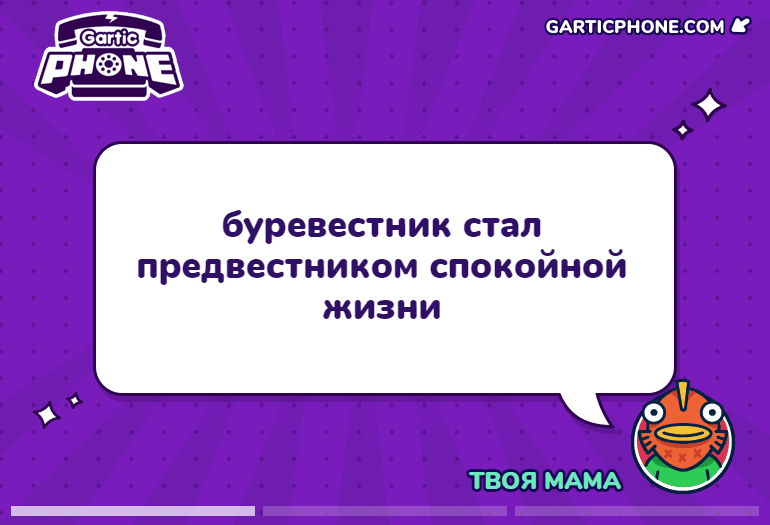 Gartic
PHONE
GARTICPHONE.COM
буревестник стал
предвестником спокойной
жизни
ТВОЯ МАМА